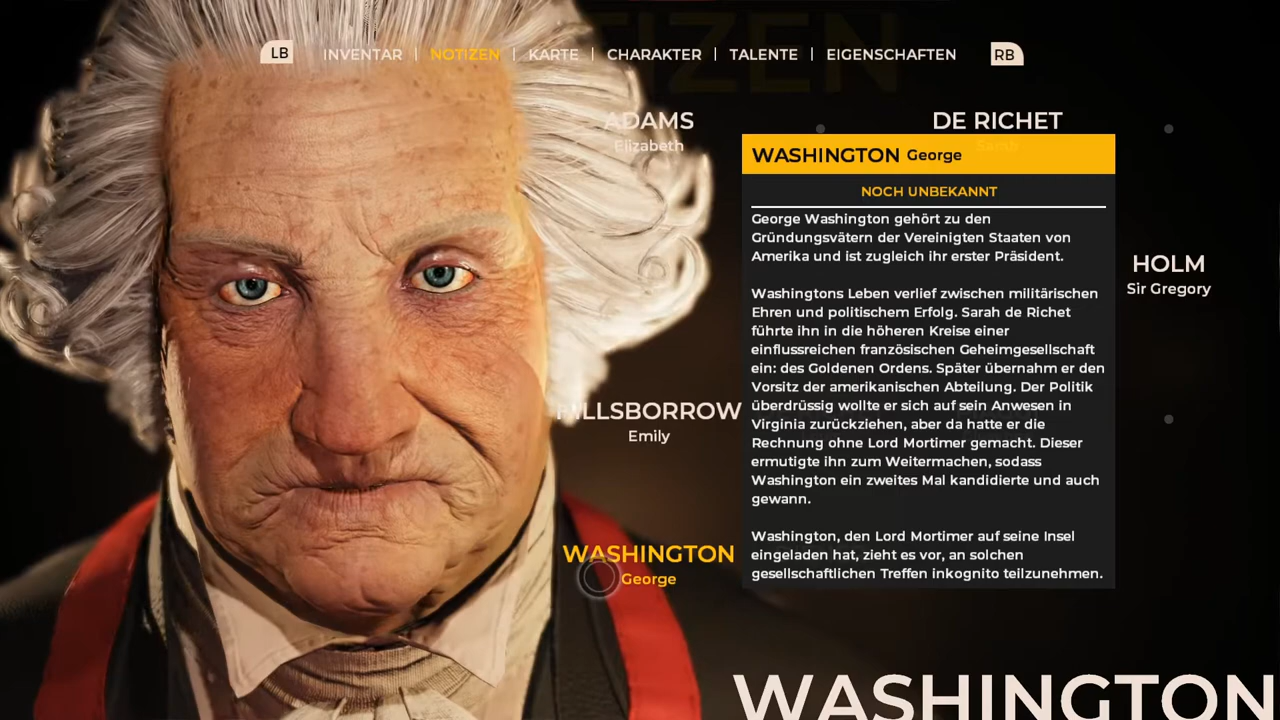 IZEN
LB INVENTAR | NOTIZEN | KARTE | CHARAKTER | TALENTE | EIGENSCHAFTEN RB
ADAMS
Elizabeth
DE RICHET
WASHINGTON George
NOCH UNBEKANNT
George Washington gehört zu den
Gründungsvätern der Vereinigten Staaten von
Amerika und ist zugleich ihr erster Präsident.
Washingtons Leben verlief zwischen militärischen
Ehren und politischem Erfolg. Sarah de Richet
führte ihn in die höheren Kreise einer
einflussreichen französischen Geheimgesellschaft
ein: des Goldenen Ordens. Später übernahm er den
Vorsitz der amerikanischen Abteilung. Der Politik
überdrüssig wollte er sich auf sein Anwesen in
Virginia zurückziehen, aber da hatte er die
Rechnung ohne Lord Mortimer gemacht. Dieser
ermutigte ihn zum Weitermachen, sodass
Washington ein zweites Mal kandidierte und auch
gewann.
Washington, den Lord Mortimer auf seine Insel
eingeladen hat, zieht es vor, an solchen
gesellschaftlichen Treffen inkognito teilzunehmen.
HOLM
Sir Gregory
HILLSBORROW
Emily
WASHINGTON
George
WASHINGTON